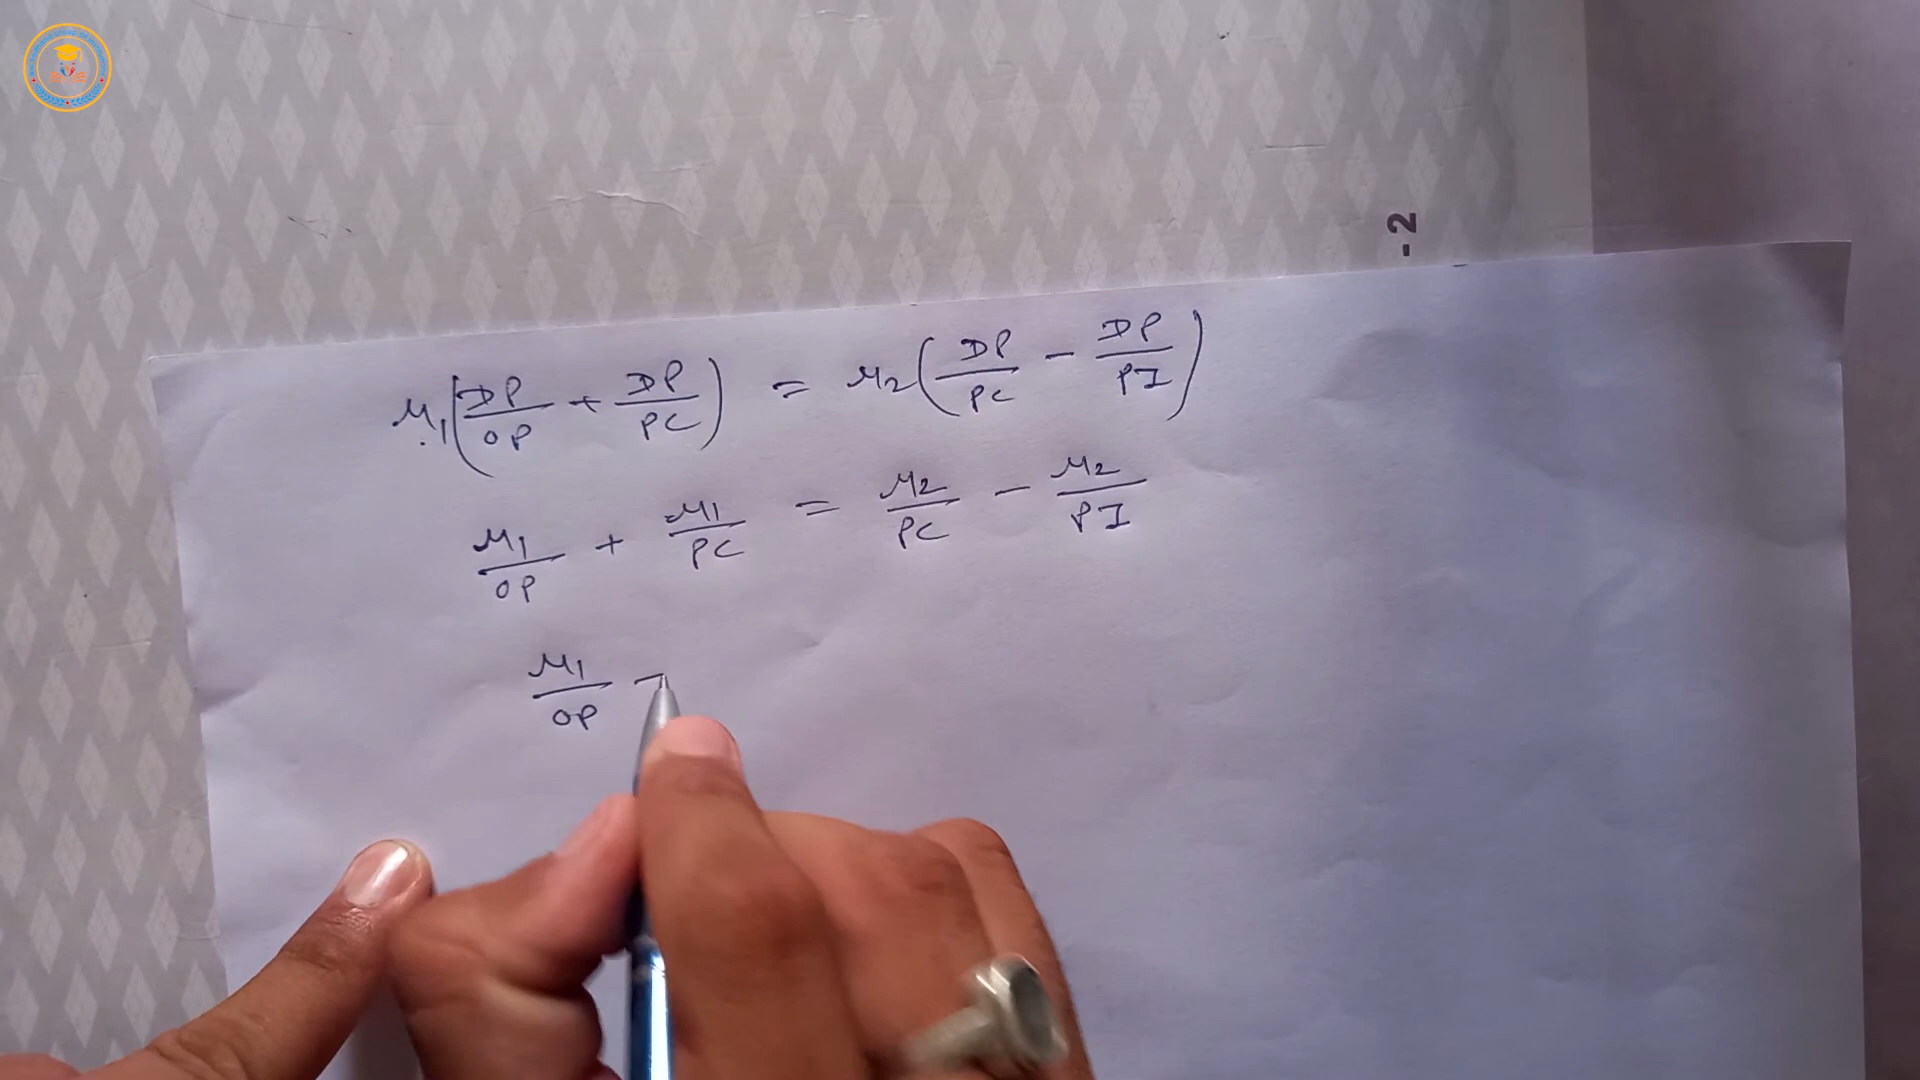 -2
μ₁(DP/OP + DP/PC) = μ₂(DP/PC - DP/PI)
μ₁/OP + μ₁/PC = μ₂/PC - μ₂/PI
μ₁/OP -